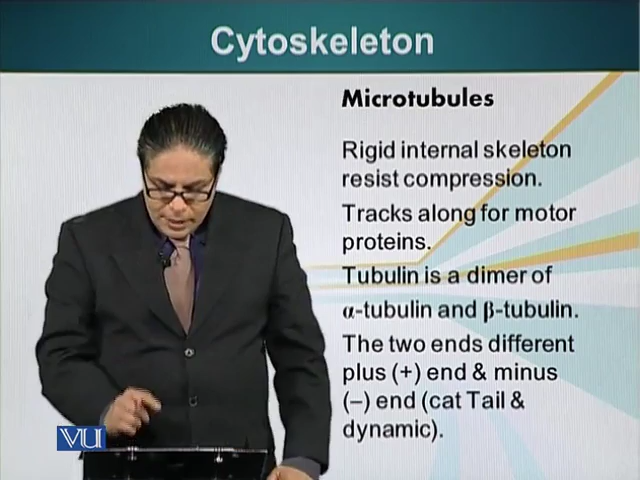 Cytoskeleton
Microtubules
Rigid internal skeleton
resist compression.
Tracks along for motor
proteins.
Tubulin is a dimer of
α-tubulin and β-tubulin.
The two ends different
plus (+) end & minus
(–) end (cat Tail &
dynamic).
VU